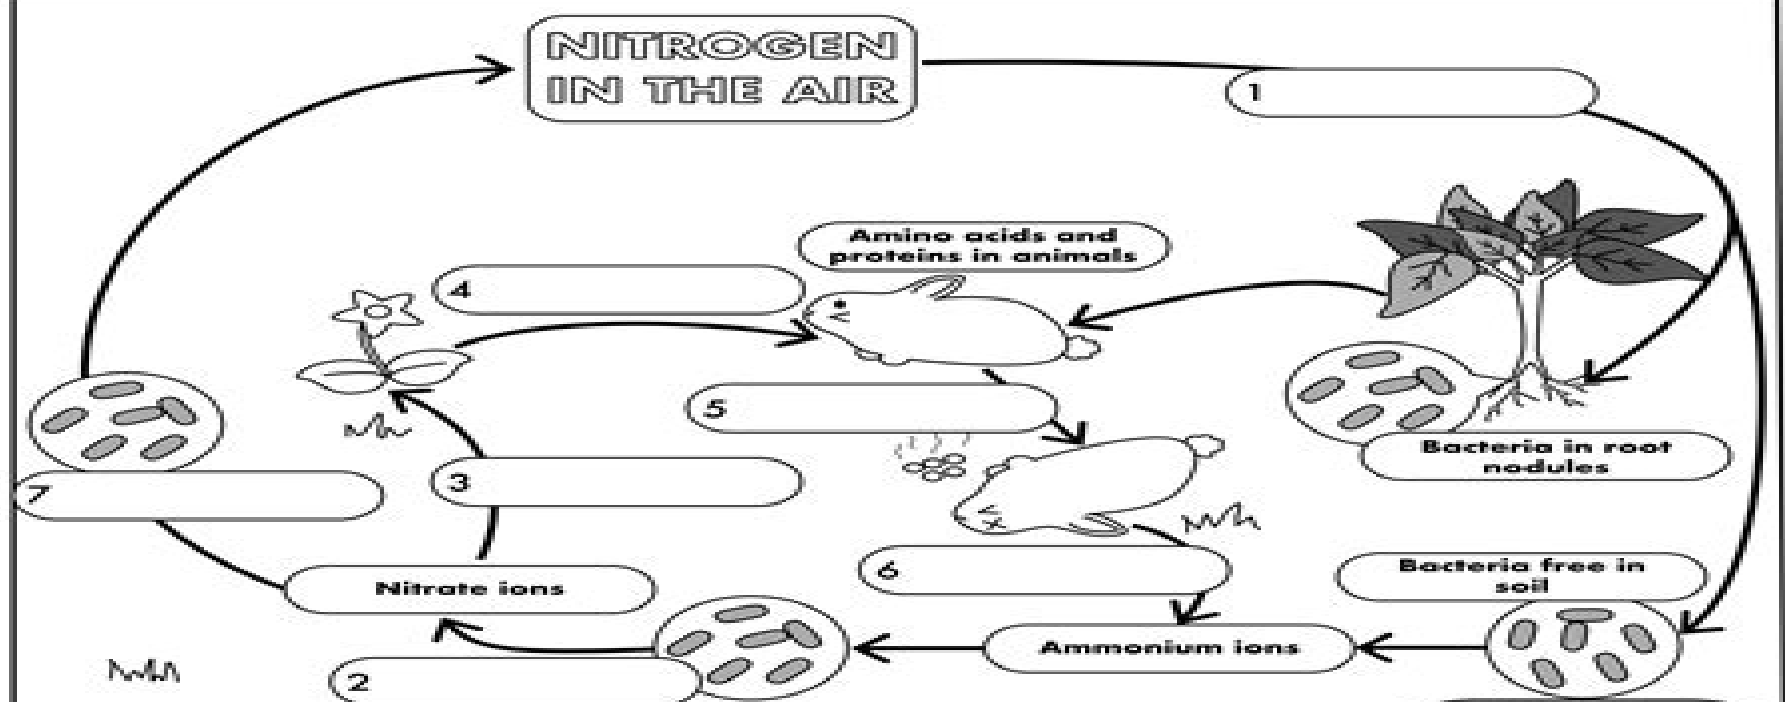 NITROGEN
IN THE AIR
1
Amino acids and
proteins in animals
4
5
Bacteria in root
nodules
3
7
6
Bacteria free in
soil
Nitrate ions
Ammonium ions
2